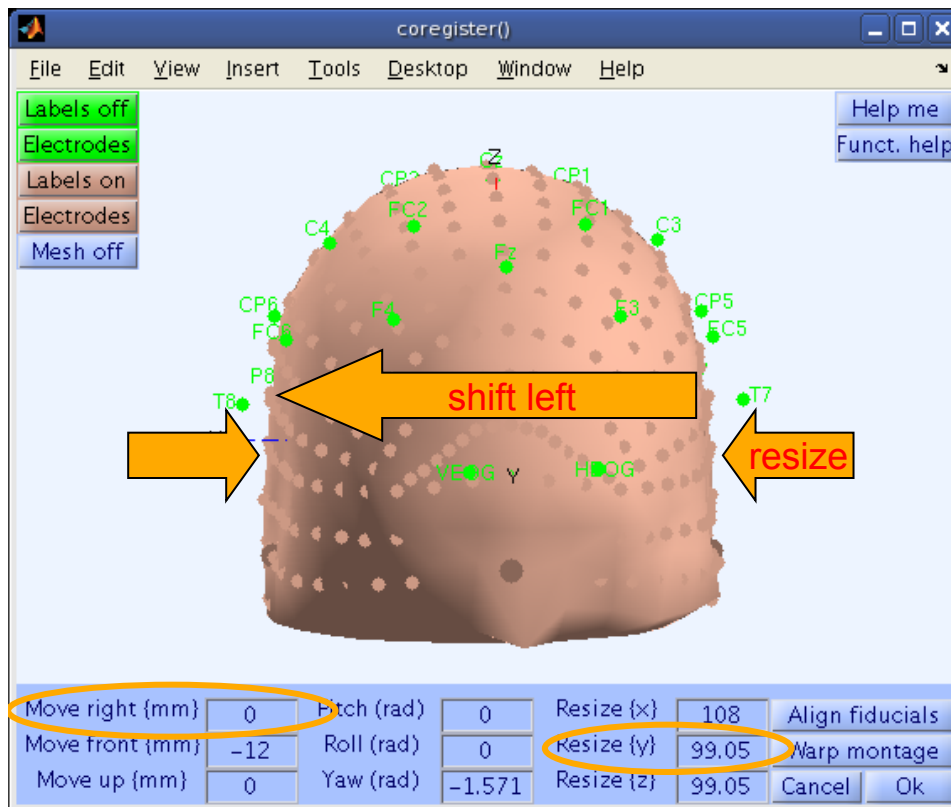 coregister()
File Edit View Insert Tools Desktop Window Help
Labels off
Electrodes
Labels on
Electrodes
Mesh off
Help me
Funct. help
Z
CP1
FC2
FC1
C4
C3
Fz
CP6
F4
F3
CP5
FC5
P8
T8
T7
shift left
resize
VEOG
Y
HEOG
Move right {mm} 0 Pitch (rad) 0 Resize {x} 108 Align fiducials
Move front {mm} -12 Roll (rad) 0 Resize {y} 99.05 Warp montage
Move up {mm} 0 Yaw (rad) -1.571 Resize {z} 99.05 Cancel Ok